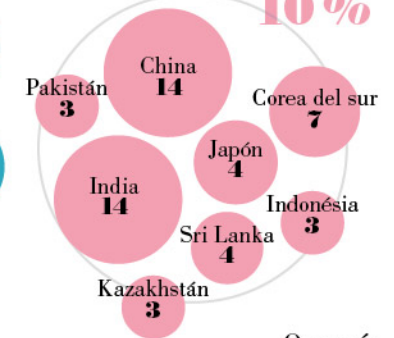 10%
China
14
Pakistán
3
Corea del sur
7
Japón
4
India
14
Indonésia
3
Sri Lanka
4
Kazakhstán
3